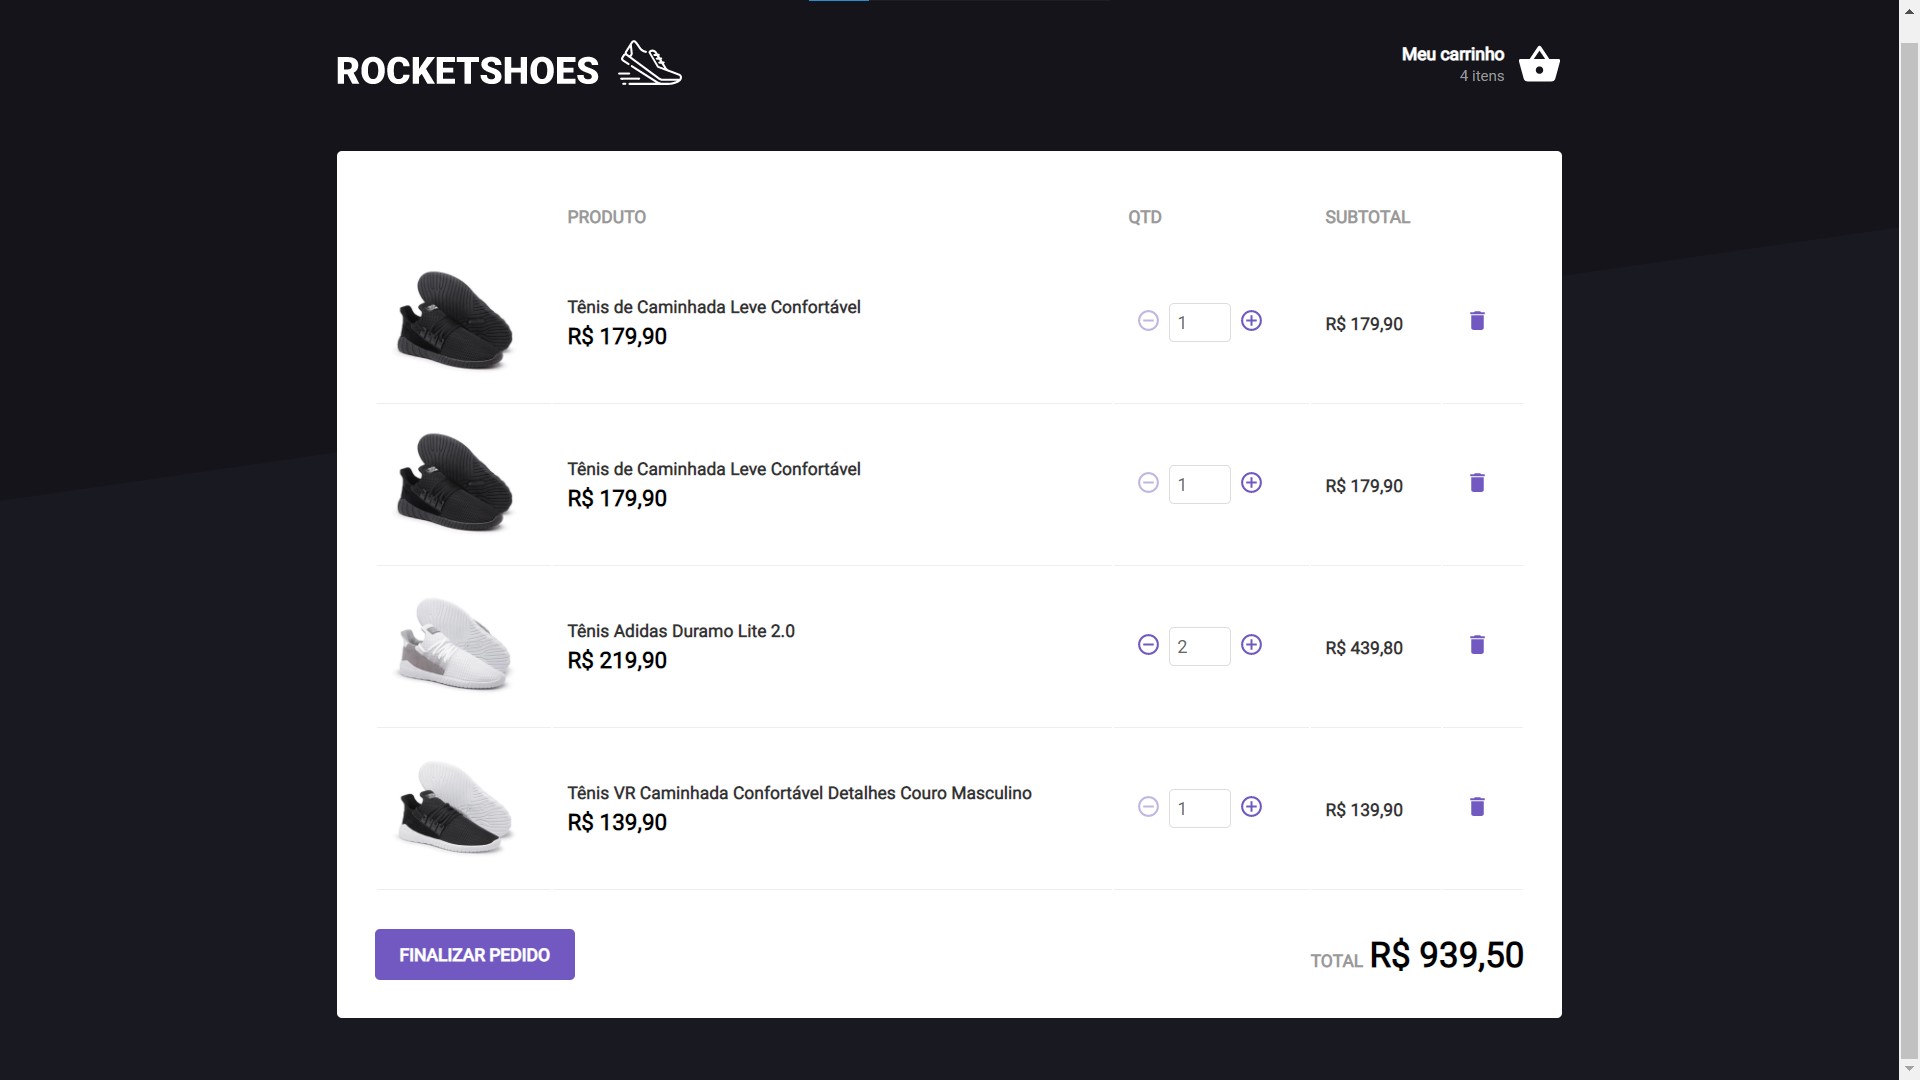 ROCKETSHOES
Meu carrinho
4 itens
PRODUTO QTD SUBTOTAL
Tênis de Caminhada Leve Confortável
R$ 179,90
1
R$ 179,90
Tênis de Caminhada Leve Confortável
R$ 179,90
1
R$ 179,90
Tênis Adidas Duramo Lite 2.0
R$ 219,90
2
R$ 439,80
Tênis VR Caminhada Confortável Detalhes Couro Masculino
R$ 139,90
1
R$ 139,90
FINALIZAR PEDIDO
TOTAL R$ 939,50